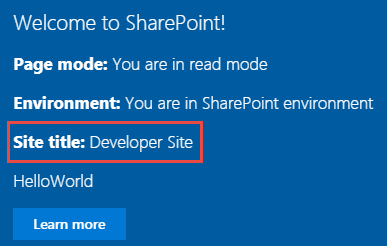 Welcome to SharePoint!
Page mode: You are in read mode
Environment: You are in SharePoint environment
Site title: Developer Site
HelloWorld
Learn more